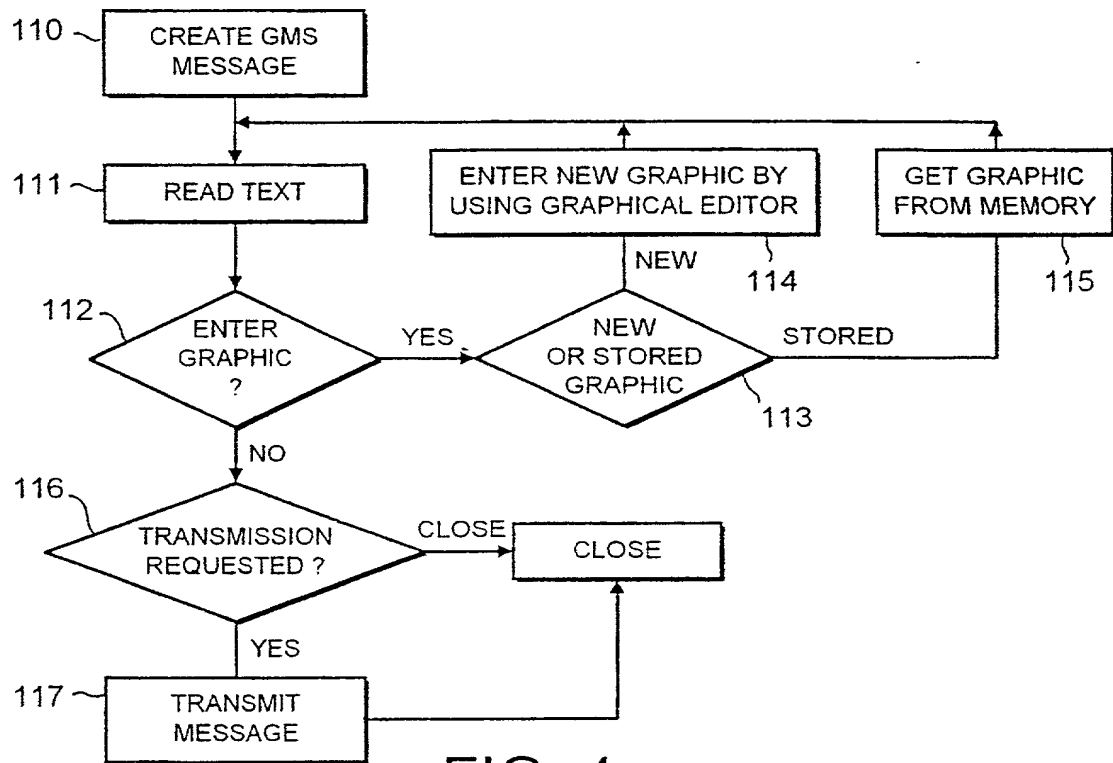 110
CREATE GMS
MESSAGE
111
READ TEXT
ENTER NEW GRAPHIC BY
USING GRAPHICAL EDITOR
114
GET GRAPHIC
FROM MEMORY
115
NEW
112
ENTER
GRAPHIC
?
YES
NEW
OR STORED
GRAPHIC
113
STORED
NO
116
TRANSMISSION
REQUESTED ?
CLOSE
CLOSE
YES
117
TRANSMIT
MESSAGE